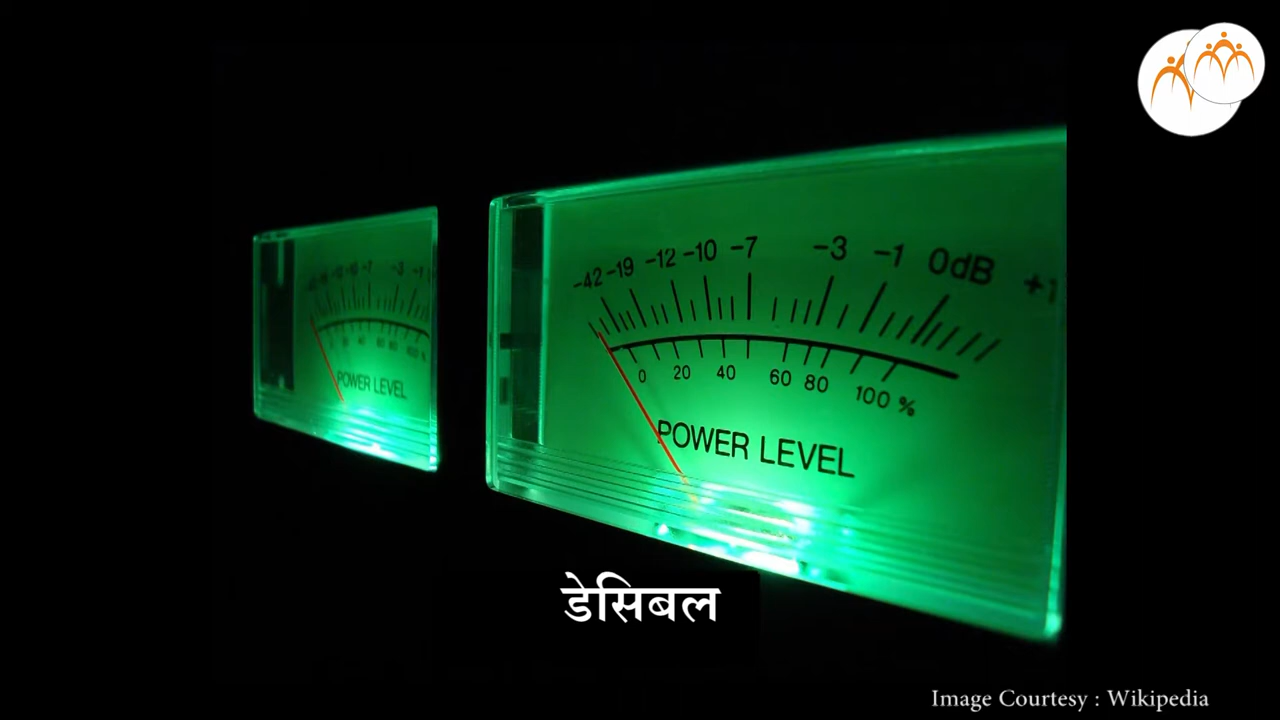 -42 -19 -12 -10 -7 -3 -1 0dB +1
0 20 40 60 80 100 %
POWER LEVEL
POWER LEVEL
डेसिबल
Image Courtesy : Wikipedia